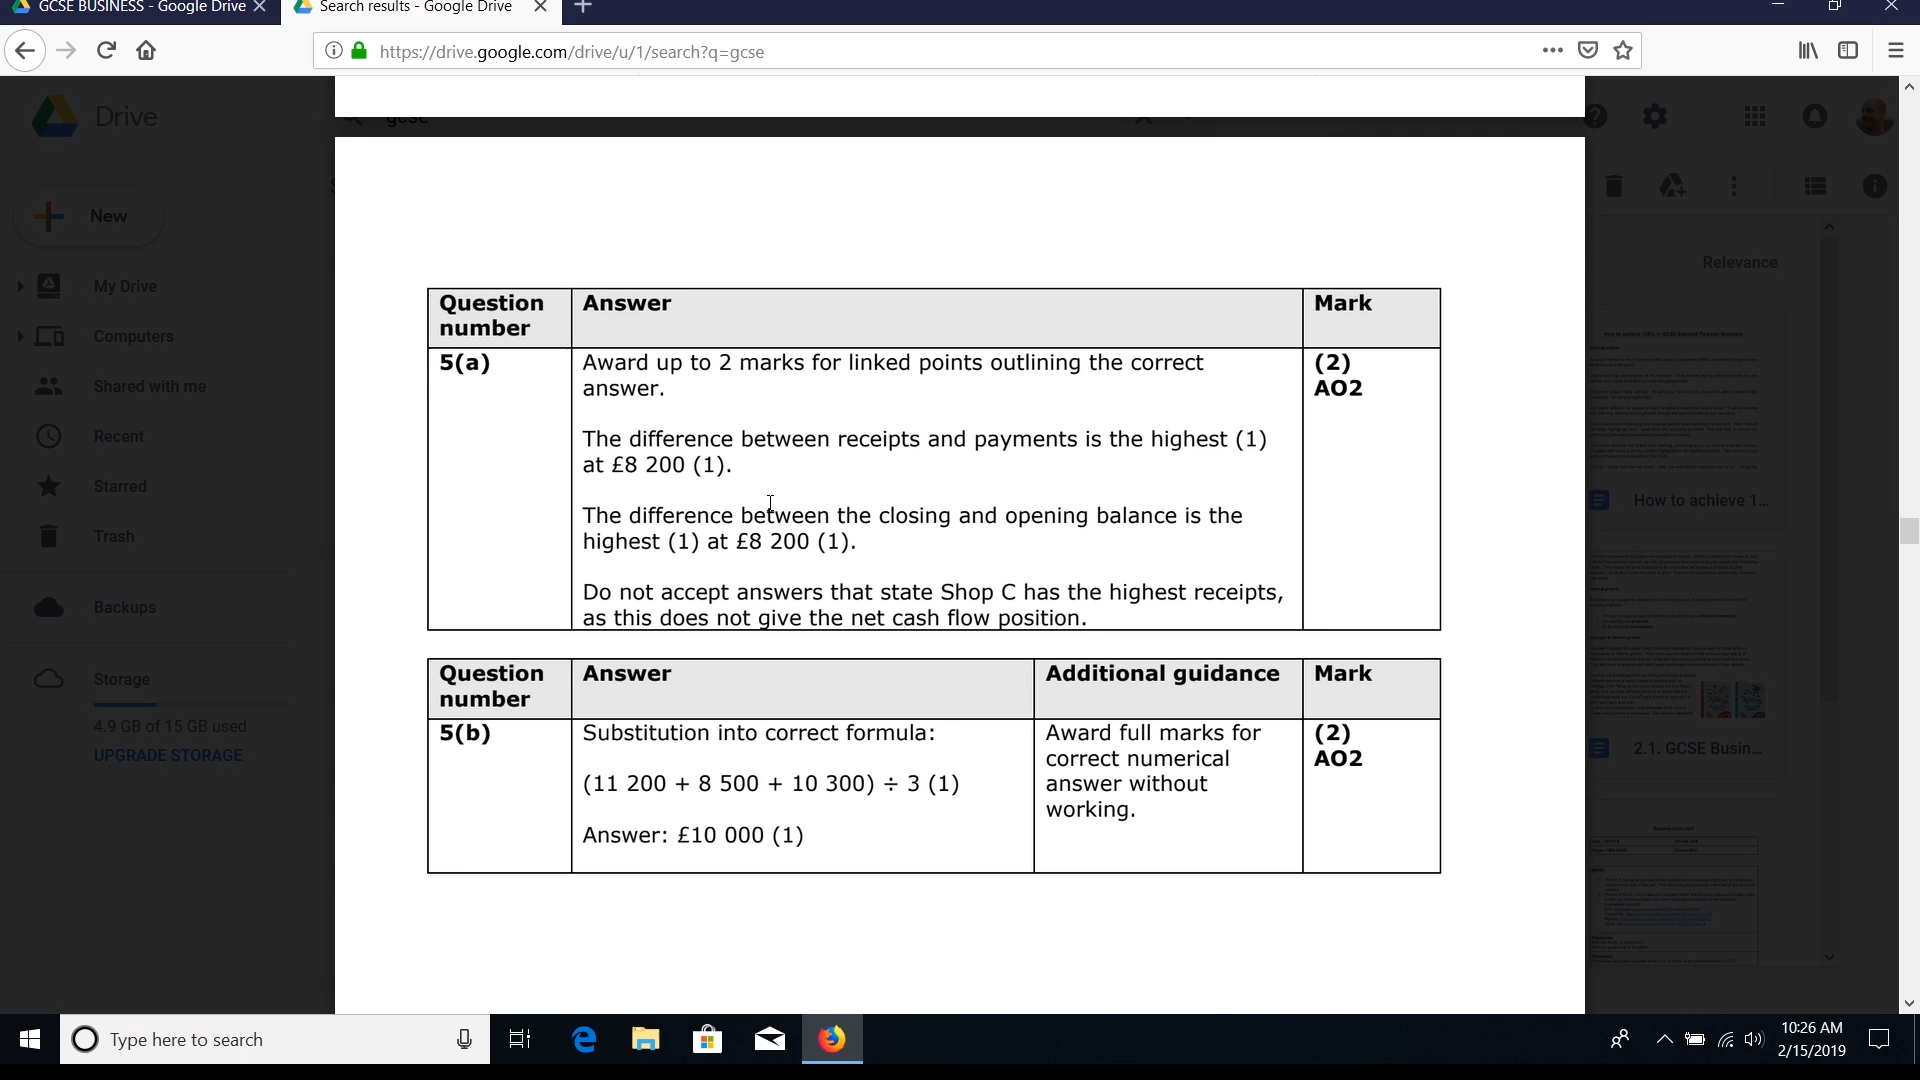 GCSE BUSINESS - Google Drive
Search results - Google Drive
https://drive.google.com/drive/u/1/search?q=gcse
Drive
gcse
New
My Drive
Computers
Shared with me
Recent
Starred
Trash
Backups
Storage
4.9 GB of 15 GB used
UPGRADE STORAGE
Question number
Answer
Mark
5(a)
Award up to 2 marks for linked points outlining the correct
answer.
The difference between receipts and payments is the highest (1)
at £8 200 (1).
The difference between the closing and opening balance is the
highest (1) at £8 200 (1).
Do not accept answers that state Shop C has the highest receipts,
as this does not give the net cash flow position.
(2)
AO2
Question number
Answer
Additional guidance
Mark
5(b)
Substitution into correct formula:
(11 200 + 8 500 + 10 300) ÷ 3 (1)
Answer: £10 000 (1)
Award full marks for
correct numerical
answer without
working.
(2)
AO2
Relevance
How to achieve 1...
2.1. GCSE Busin...
Type here to search
10:26 AM
2/15/2019